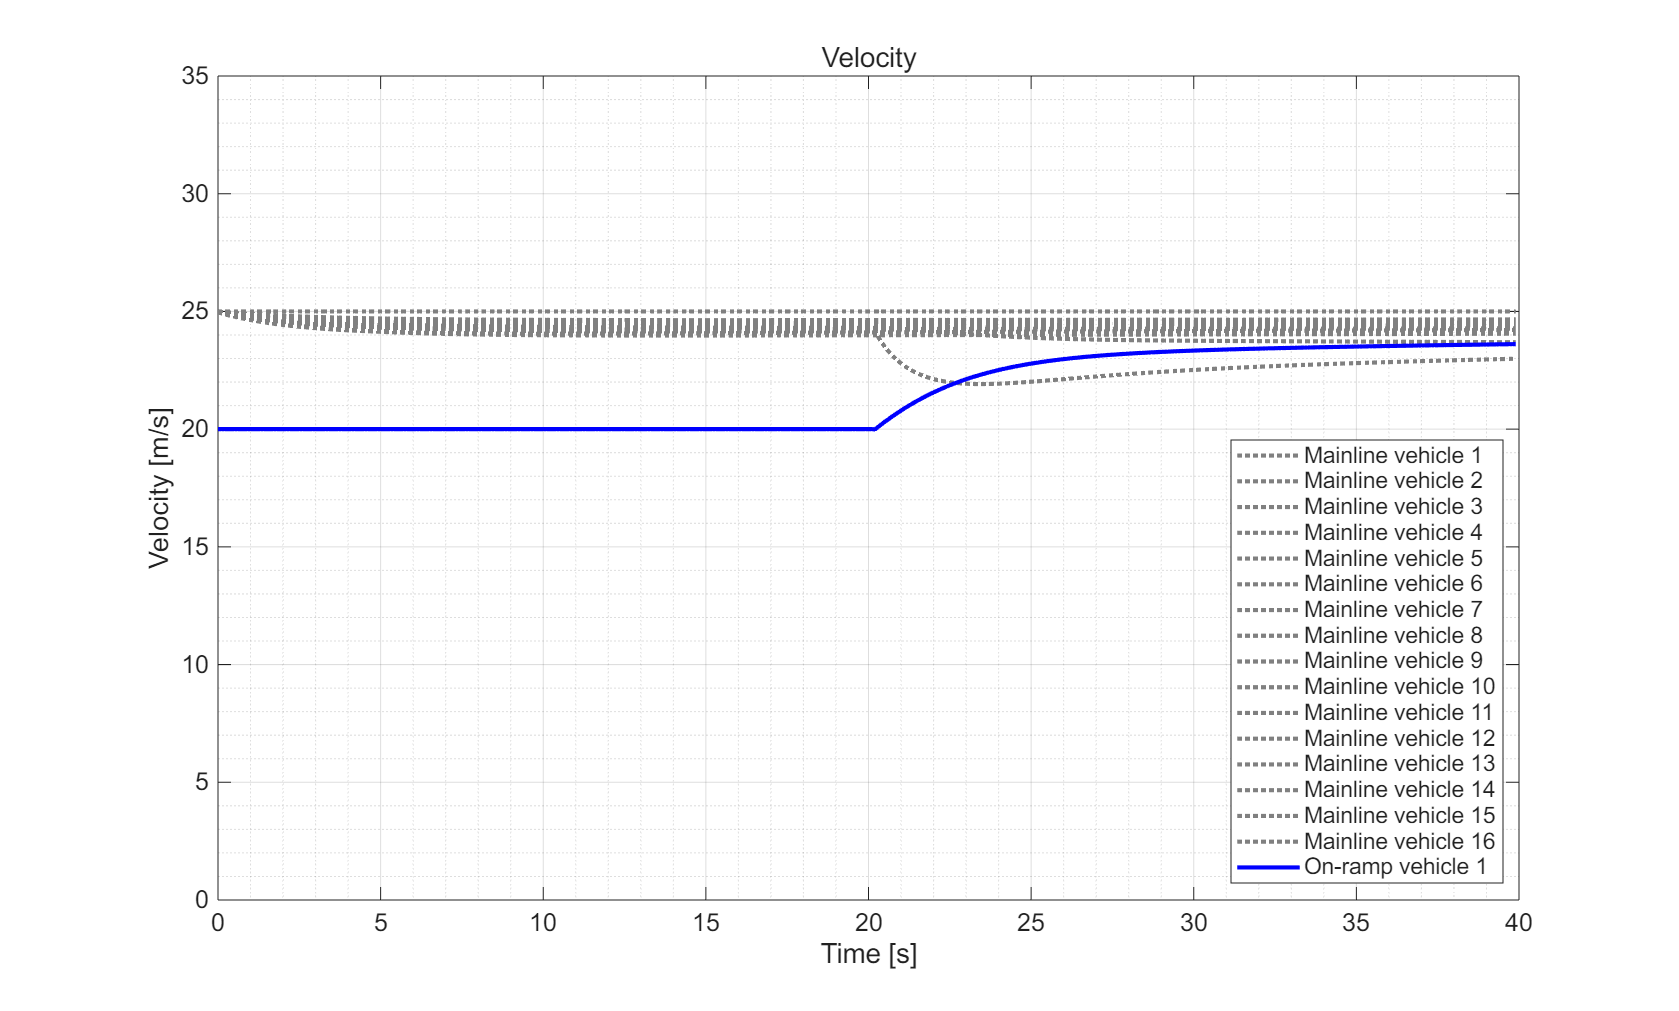 Velocity
35
30
25
20
15
10
5
0
Velocity [m/s]
Mainline vehicle 1
Mainline vehicle 2
Mainline vehicle 3
Mainline vehicle 4
Mainline vehicle 5
Mainline vehicle 6
Mainline vehicle 7
Mainline vehicle 8
Mainline vehicle 9
Mainline vehicle 10
Mainline vehicle 11
Mainline vehicle 12
Mainline vehicle 13
Mainline vehicle 14
Mainline vehicle 15
Mainline vehicle 16
On-ramp vehicle 1
0 5 10 15 20 25 30 35 40
Time [s]